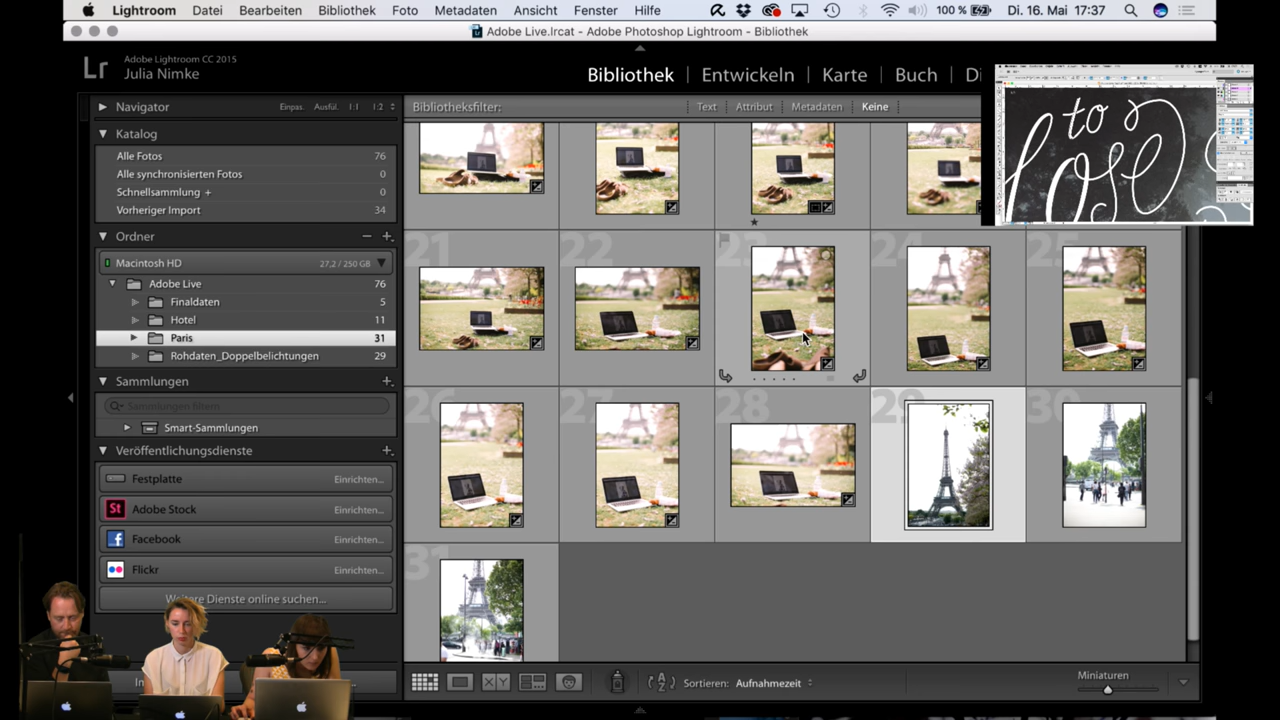 Lightroom Datei Bearbeiten Bibliothek Foto Metadaten Ansicht Fenster Hilfe 100 % Di. 16. Mai 17:37
Adobe Live.lrcat - Adobe Photoshop Lightroom - Bibliothek
Lr Adobe Lightroom CC 2015
Julia Nimke
Bibliothek | Entwickeln | Karte | Buch | Di
Navigator Einpas. Ausfül. 1:1 1:2
Bibliotheksfilter: Text | Attribut | Metadaten | Keine
Katalog
Alle Fotos 76
Alle synchronisierten Fotos 0
Schnellsammlung + 0
Vorheriger Import 34
Ordner
Macintosh HD 27,2 / 250 GB
Adobe Live 76
Finaldaten 5
Hotel 11
Paris 31
Rohdaten_Doppelbelichtungen 29
Sammlungen
Sammlungen filtern
Smart-Sammlungen
Veröffentlichungsdienste
Festplatte Einrichten...
St Adobe Stock Einrichten...
Facebook Einrichten...
Flickr Einrichten...
Weitere Dienste online suchen...
to
lose
21 22 23 24 25
26 27 28 29 30
31
XY
Sortieren: Aufnahmezeit
Miniaturen